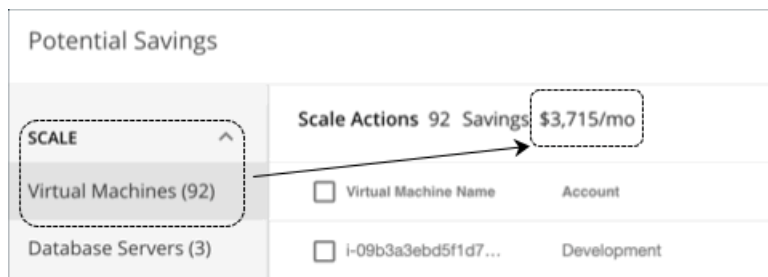 Potential Savings
SCALE
Virtual Machines (92)
Database Servers (3)
Scale Actions 92 Savings $3,715/mo
Virtual Machine Name Account
i-09b3a3ebd5f1d7... Development